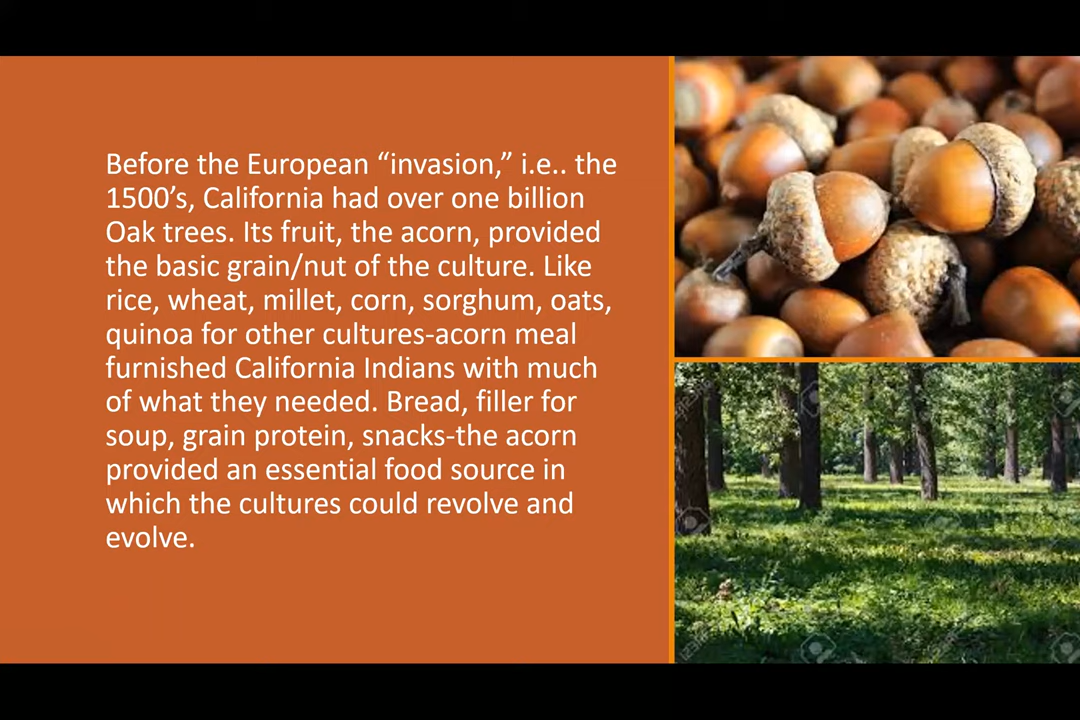 Before the European “invasion,” i.e.. the
1500’s, California had over one billion
Oak trees. Its fruit, the acorn, provided
the basic grain/nut of the culture. Like
rice, wheat, millet, corn, sorghum, oats,
quinoa for other cultures-acorn meal
furnished California Indians with much
of what they needed. Bread, filler for
soup, grain protein, snacks-the acorn
provided an essential food source in
which the cultures could revolve and
evolve.